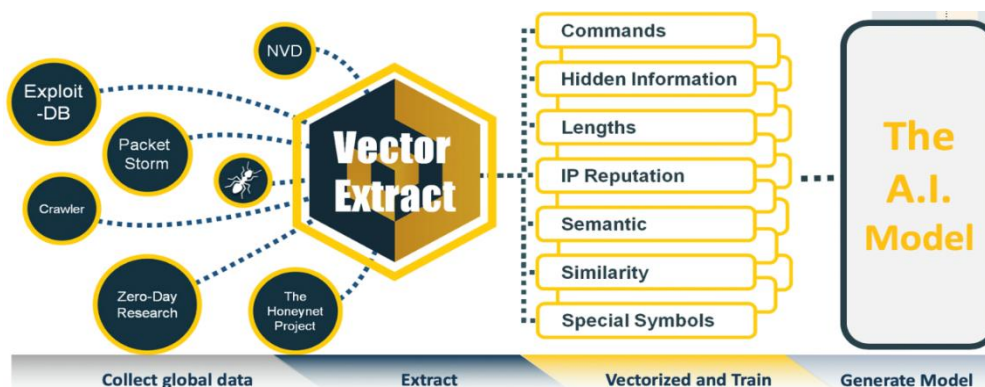 NVD
Exploit
-DB
Packet
Storm
Crawler
Zero-Day
Research
The
Honeynet
Project
Vector
Extract
Commands
Hidden Information
Lengths
IP Reputation
Semantic
Similarity
Special Symbols
The
A.I.
Model
Collect global data
Extract
Vectorized and Train
Generate Model